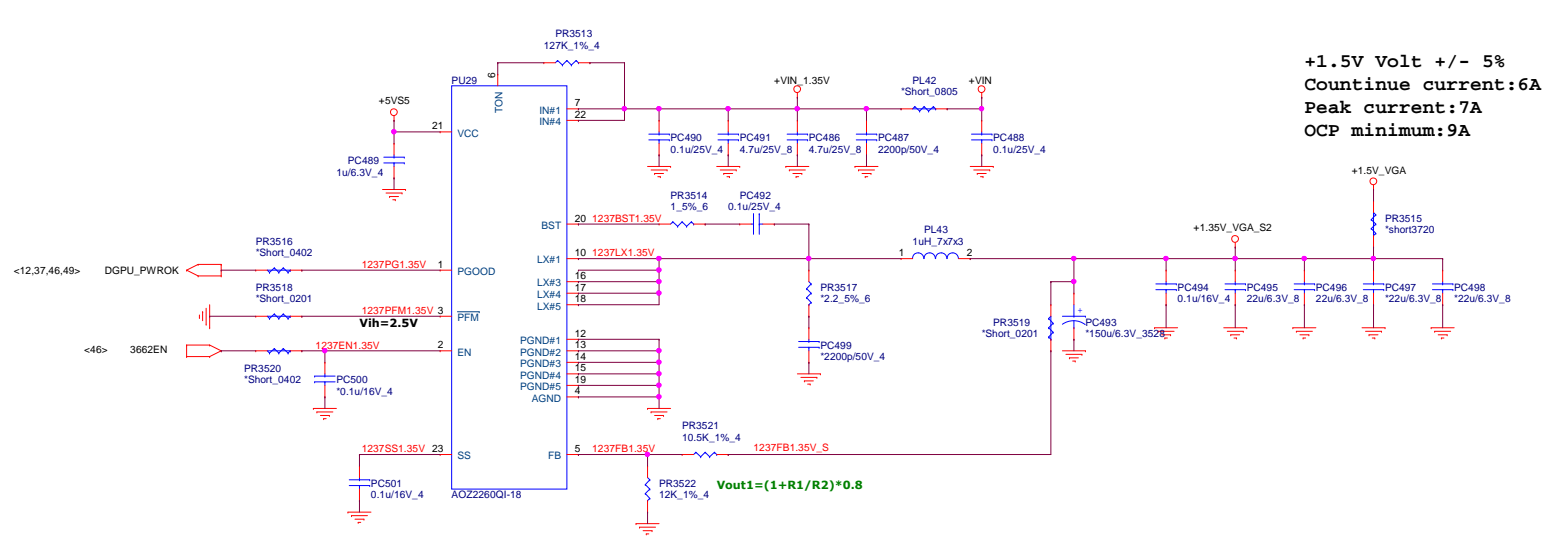 PR3513
127K_1%_4
+1.5V Volt +/- 5%
Countinue current:6A
Peak current:7A
OCP minimum:9A
PU29
6
TON
+5VS5
21
VCC
PC489
1u/6.3V_4
7
IN#1
22
IN#4
+VIN_1.35V
PL42
*Short_0805
+VIN
PC490
0.1u/25V_4
PC491
4.7u/25V_8
PC486
4.7u/25V_8
PC487
2200p/50V_4
PC488
0.1u/25V_4
+1.5V_VGA
PR3515
*short3720
BST
20
1237BST1.35V
PR3514
1_5%_6
PC492
0.1u/25V_4
PL43
1uH_7x7x3
1
2
+1.35V_VGA_S2
LX#1
10
1237LX1.35V
LX#3
16
LX#4
17
LX#5
18
<12,37,46,49>
DGPU_PWROK
PR3516
*Short_0402
1237PG1.35V
1
PGOOD
PR3518
*Short_0201
1237PFM1.35V
3
PFM
Vih=2.5V
<46>
3662EN
1237EN1.35V
2
EN
PR3520
*Short_0402
PC500
*0.1u/16V_4
PR3517
*2.2_5%_6
PC499
*2200p/50V_4
PR3519
*Short_0201
PC493
*150u/6.3V_3528
+
PC494
0.1u/16V_4
PC495
22u/6.3V_8
PC496
22u/6.3V_8
PC497
*22u/6.3V_8
PC498
*22u/6.3V_8
PGND#1
12
PGND#2
13
PGND#3
14
PGND#4
15
PGND#5
19
AGND
4
1237SS1.35V
23
SS
PC501
0.1u/16V_4
FB
5
1237FB1.35V
PR3521
10.5K_1%_4
1237FB1.35V_S
PR3522
12K_1%_4
Vout1=(1+R1/R2)*0.8
AOZ2260QI-18